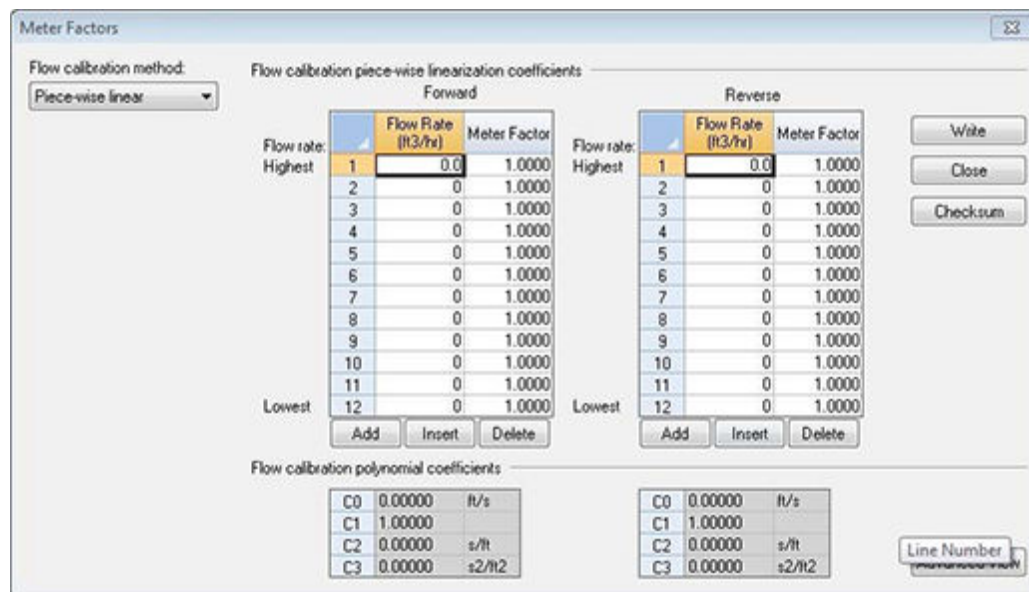 Meter Factors
Flow calibration method:
Piece-wise linear
Flow calibration piece-wise linearization coefficients
Forward
Reverse
Flow rate: Flow Rate (ft3/hr) Meter Factor Flow rate: Flow Rate (ft3/hr) Meter Factor
Highest 1 0.0 1.0000 Highest 1 0.0 1.0000
2 0 1.0000 2 0 1.0000
3 0 1.0000 3 0 1.0000
4 0 1.0000 4 0 1.0000
5 0 1.0000 5 0 1.0000
6 0 1.0000 6 0 1.0000
7 0 1.0000 7 0 1.0000
8 0 1.0000 8 0 1.0000
9 0 1.0000 9 0 1.0000
10 0 1.0000 10 0 1.0000
11 0 1.0000 11 0 1.0000
Lowest 12 0 1.0000 Lowest 12 0 1.0000
Add Insert Delete Add Insert Delete
Write
Close
Checksum
Flow calibration polynomial coefficients
C0 0.00000 ft/s C0 0.00000 ft/s
C1 1.00000 C1 1.00000
C2 0.00000 s/ft C2 0.00000 s/ft
C3 0.00000 s2/ft2 C3 0.00000 s2/ft2
Line Number
Advanced View